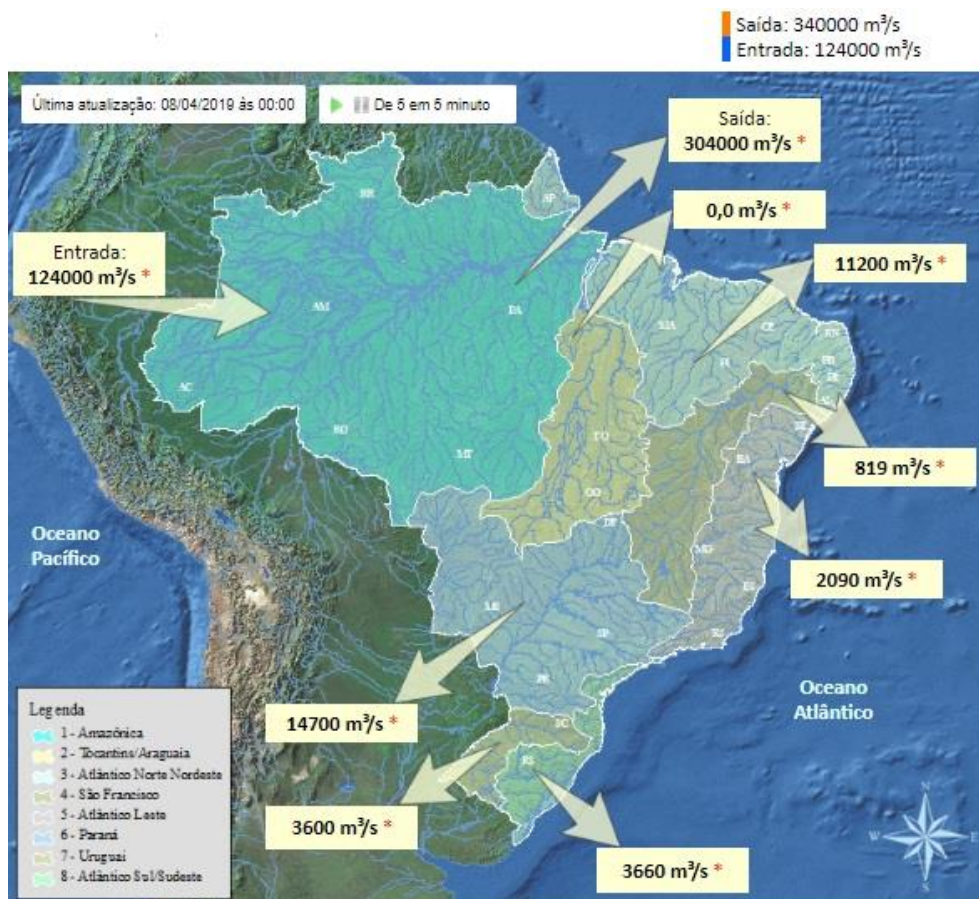 Saída: 340000 m³/s
Entrada: 124000 m³/s
Última atualização: 08/04/2019 às 00:00
De 5 em 5 minuto
Saída:
304000 m³/s *
0,0 m³/s *
Entrada:
124000 m³/s *
11200 m³/s *
RR
AP
AM
PA
MA
CE
RN
PB
PE
AL
PI
AC
RO
MT
TO
SE
BA
819 m³/s *
GO
DF
MG
ES
2090 m³/s *
Oceano
Pacífico
MS
SP
RJ
PR
Oceano
Atlântico
14700 m³/s *
SC
RS
3600 m³/s *
3660 m³/s *
Legenda
1 - Amazónica
2 - Tocantins/Araguaia
3 - Atlântico Norte Nordeste
4 - São Francisco
5 - Atlântico Leste
6 - Paraná
7 - Uruguai
8 - Atlântico Sul/Sudeste
N
W
E
S